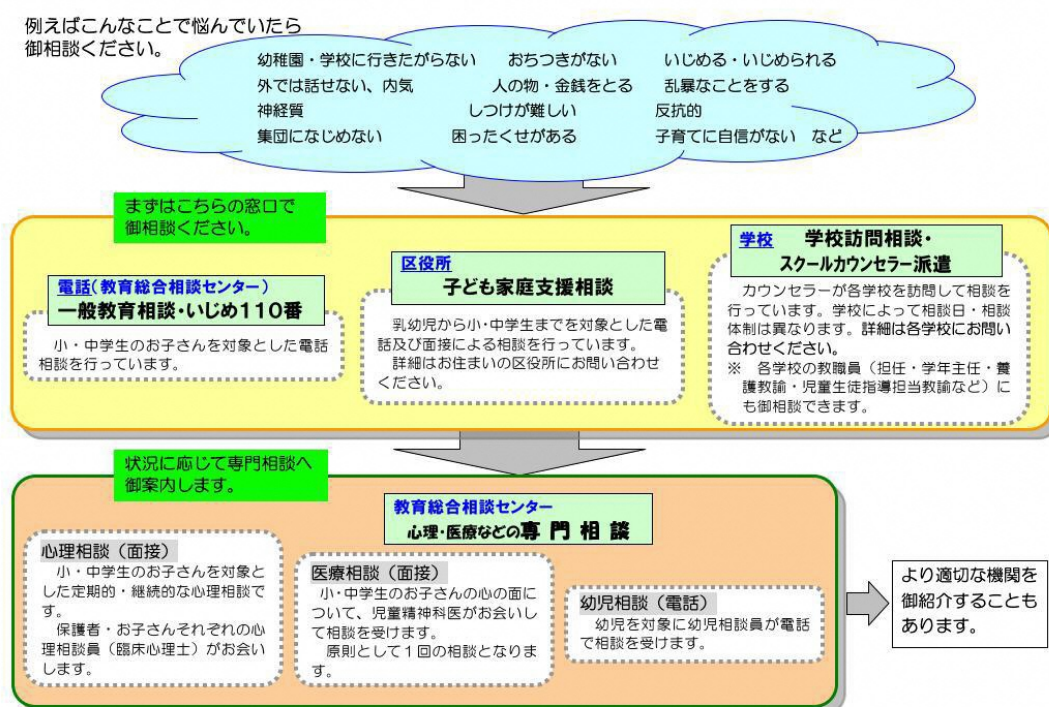 例えばこんなことで悩んでいたら
御相談ください。
幼稚園・学校に行きたがらない おちつきがない いじめる・いじめられる
外では話せない、内気 人の物・金銭をとる 乱暴なことをする
神経質 しつけが難しい 反抗的
集団になじめない 困ったくせがある 子育てに自信がない など
まずはこちらの窓口で
御相談ください。
電話(教育総合相談センター)
一般教育相談・いじめ110番
小・中学生のお子さんを対象とした電話
相談を行っています。
区役所
子ども家庭支援相談
乳幼児から小・中学生までを対象とした電
話及び面接による相談を行っています。
詳細はお住まいの区役所にお問い合わせ
ください。
学校 学校訪問相談・
スクールカウンセラー派遣
カウンセラーが各学校を訪問して相談を
行っています。学校によって相談日・相談
体制は異なります。詳細は各学校にお問い
合わせください。
※ 各学校の教職員(担任・学年主任・養
護教諭・児童生徒指導担当教諭など)に
も御相談できます。
状況に応じて専門相談へ
御案内します。
教育総合相談センター
心理・医療などの専門相談
心理相談(面接)
小・中学生のお子さんを対象と
した定期的・継続的な心理相談で
す。
保護者・お子さんそれぞれの心
理相談員(臨床心理士)がお会い
します。
医療相談(面接)
小・中学生のお子さんの心の面
について、児童精神科医がお会いし
て相談を受けます。
原則として1回の相談となりま
す。
幼児相談(電話)
幼児を対象に幼児相談員が電話
で相談を受けます。
より適切な機関を
御紹介することも
あります。